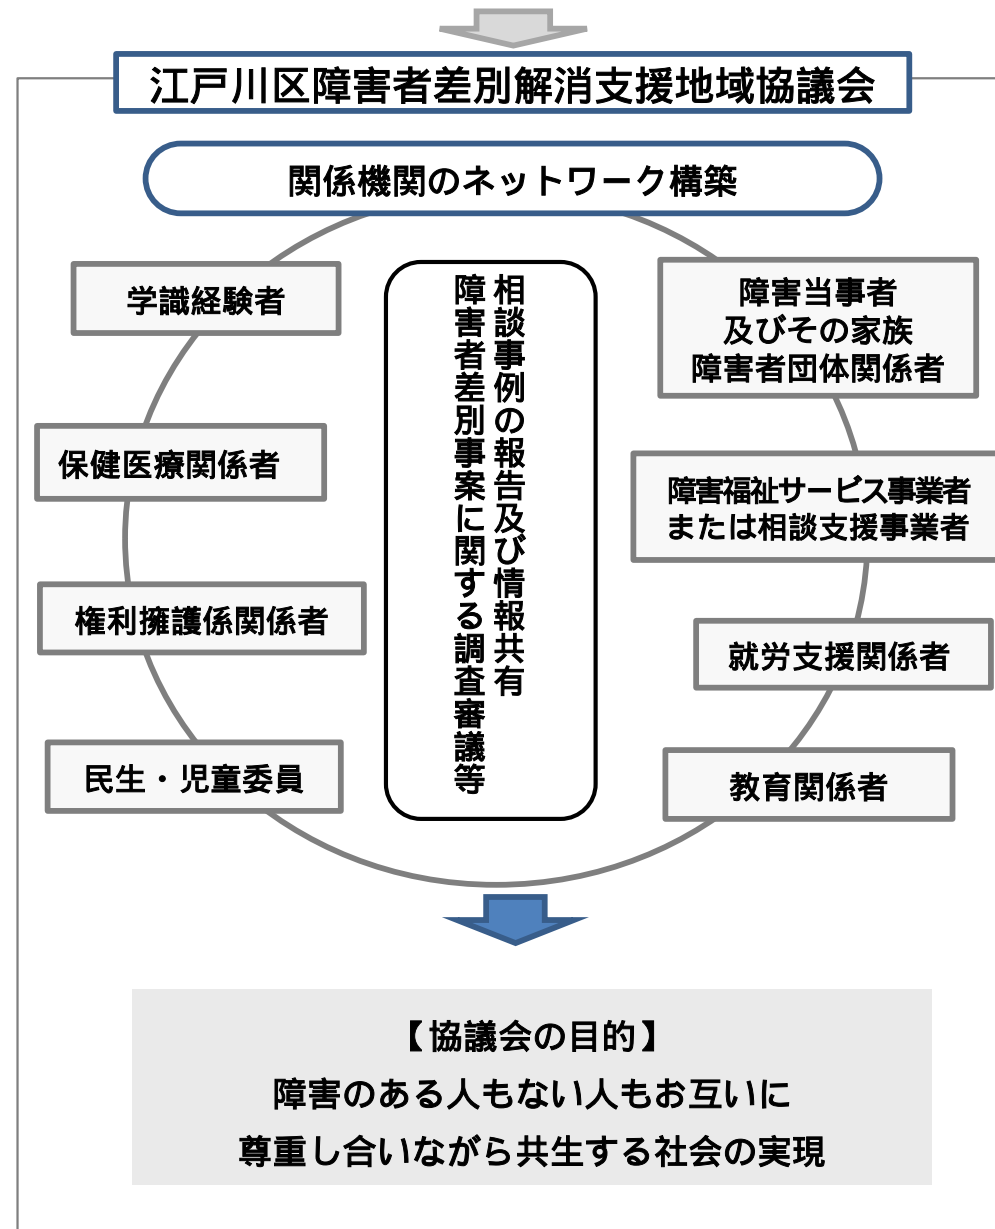 江戸川区障害者差別解消支援地域協議会
関係機関のネットワーク構築
学識経験者
保健医療関係者
権利擁護係関係者
民生・児童委員
相談事例の報告及び情報共有
障害者差別事案に関する調査審議等
障害当事者
及びその家族
障害者団体関係者
障害福祉サービス事業者
または相談支援事業者
就労支援関係者
教育関係者
【協議会の目的】
障害のある人もない人もお互いに
尊重し合いながら共生する社会の実現